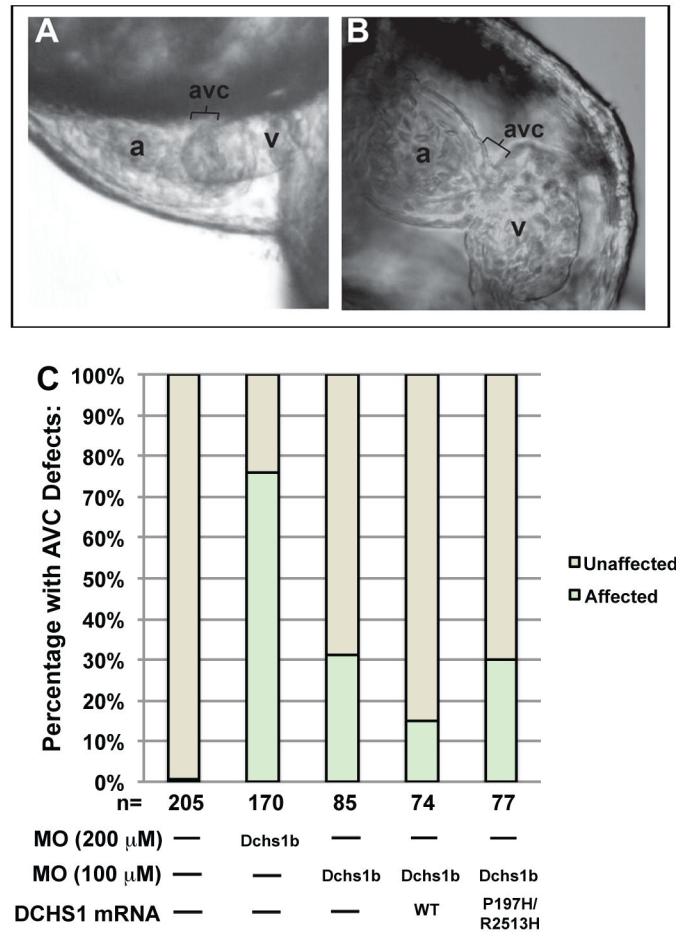 A
avc
a
v
B
avc
a
v
C
Percentage with AVC Defects:
100%
90%
80%
70%
60%
50%
40%
30%
20%
10%
0%
Unaffected
Affected
n= 205 170 85 74 77
MO (200 μM) — Dchs1b — — —
MO (100 μM) — — Dchs1b Dchs1b Dchs1b
DCHS1 mRNA — — — WT P197H/
R2513H